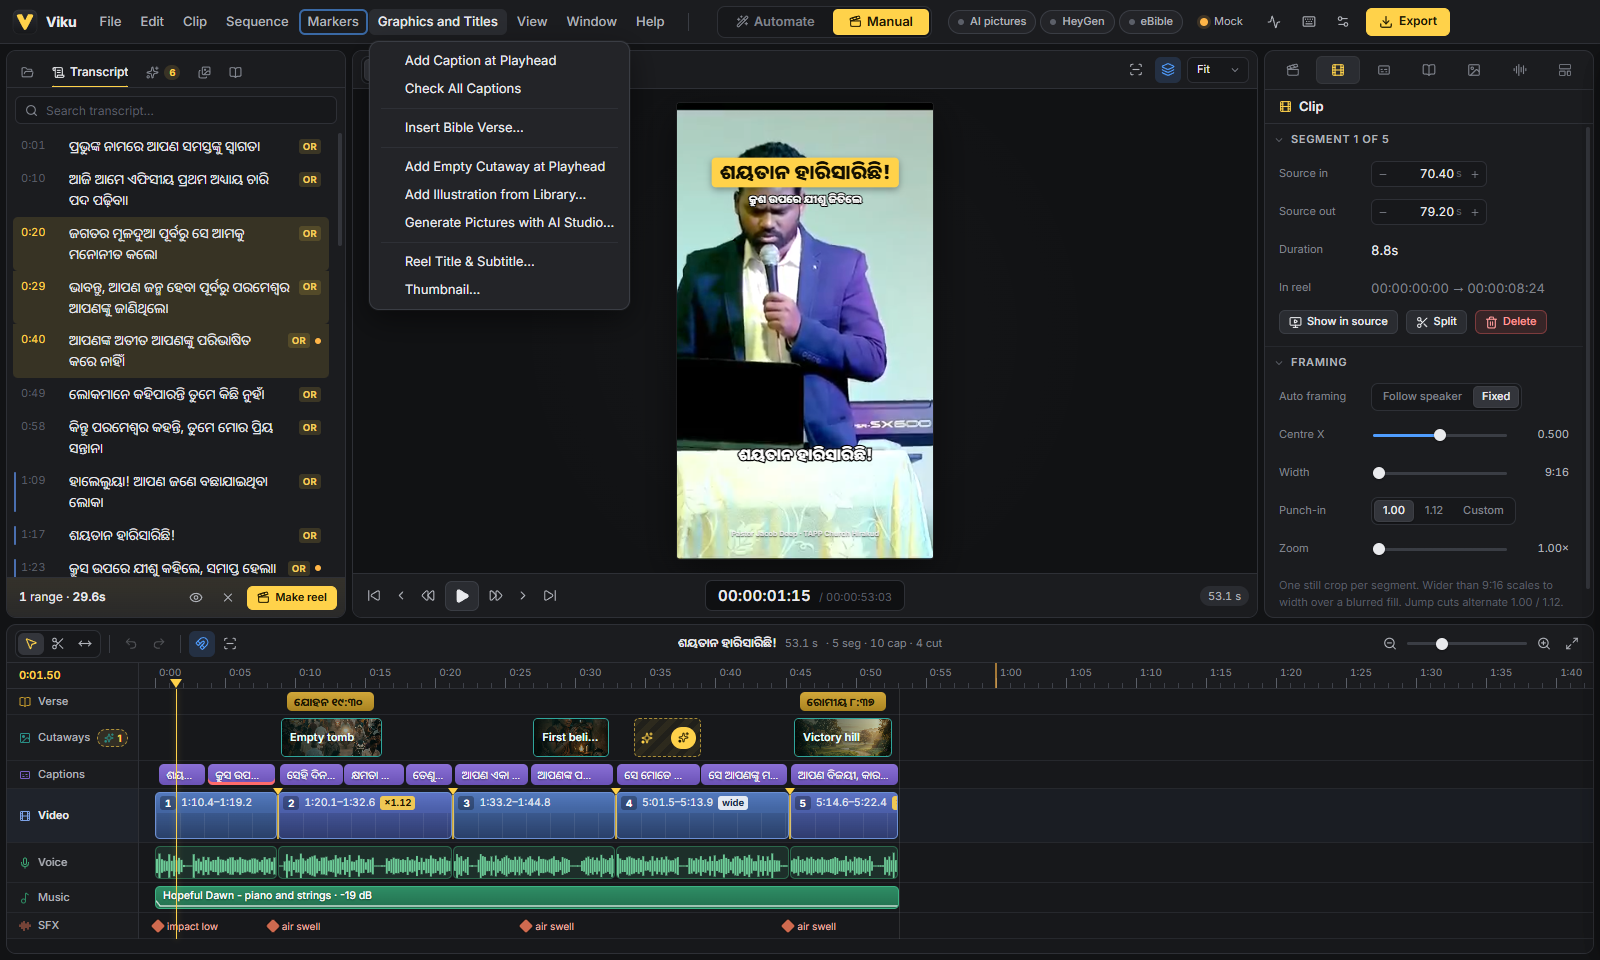 Viku File Edit Clip Sequence Markers Graphics and Titles View Window Help Automate Manual AI pictures HeyGen eBible Mock Export
Transcript 6
Search transcript...
0:01 ପ୍ରଭୁଙ୍କ ନାମରେ ଆପଣ ସମସ୍ତଙ୍କୁ ସ୍ୱାଗତ। OR
0:10 ଆଜି ଆମେ ଏଫିସୀୟ ପ୍ରଥମ ଅଧ୍ୟାୟ ଚାରି OR
ପଦ ପଢ଼ିବା।
0:20 ଜଗତର ମୂଳଦୁଆ ପୂର୍ବରୁ ସେ ଆମକୁ OR
ମନୋନୀତ କଲେ।
0:29 ଭାବନ୍ତୁ, ଆପଣ ଜନ୍ମ ହେବା ପୂର୍ବରୁ ପରମେଶ୍ୱର OR
ଆପଣଙ୍କୁ ଜାଣିଥିଲେ।
0:40 ଆପଣଙ୍କ ଅତୀତ ଆପଣଙ୍କୁ ପରିଭାଷିତ OR
କରେ ନାହିଁ।
0:49 ଲୋକମାନେ କହିପାରନ୍ତି ତୁମେ କିଛି ନୁହଁ। OR
0:58 କିନ୍ତୁ ପରମେଶ୍ୱର କହନ୍ତି, ତୁମେ ମୋର ପ୍ରିୟ OR
ସନ୍ତାନ।
1:09 ହାଲେଲୁୟା! ଆପଣ ଜଣେ ବଛାଯାଇଥିବା OR
ଲୋକ।
1:17 ଶୟତାନ ହାରିସାରିଛି! OR
1:23 କ୍ରୁସ ଉପରେ ଯୀଶୁ କହିଲେ, ସମାପ୍ତ ହେଲା। OR
1 range · 29.6s Make reel
Add Caption at Playhead
Check All Captions
Insert Bible Verse...
Add Empty Cutaway at Playhead
Add Illustration from Library...
Generate Pictures with AI Studio...
Reel Title & Subtitle...
Thumbnail...
Fit
ଶୟତାନ ହାରିସାରିଛି!
କ୍ରୁଶ ଉପରେ ଯୀଶୁ ଜିତିଲେ
SX600
ଶୟତାନ ହାରିସାରିଛି!
00:00:01:15 / 00:00:53:03 53.1 s
Clip
SEGMENT 1 OF 5
Source in − 70.40 s +
Source out − 79.20 s +
Duration 8.8s
In reel 00:00:00:00 → 00:00:08:24
Show in source Split Delete
FRAMING
Auto framing Follow speaker Fixed
Centre X 0.500
Width 9:16
Punch-in 1.00 1.12 Custom
Zoom 1.00×
One still crop per segment. Wider than 9:16 scales to
width over a blurred fill. Jump cuts alternate 1.00 / 1.12.
ଶୟତାନ ହାରିସାରିଛି! 53.1 s · 5 seg · 10 cap · 4 cut
0:01.50 0:00 0:05 0:10 0:15 0:20 0:25 0:30 0:35 0:40 0:45 0:50 0:55 1:00 1:05 1:10 1:15 1:20 1:25 1:30 1:35 1:40
Verse ଯୋହନ ୧୯:୩୦ ରୋମୀୟ ୮:୩୭
Cutaways 1 Empty tomb First beli... Victory hill
Captions ଶୟ... କ୍ରୁସ ଉପ... ସେହି ଦିନ... କ୍ଷମତା ... ତେଣୁ... ଆପଣ ଏକା ... ଆପଣଙ୍କ ପ... ସେ ମୋତେ ... ସେ ଆପଣଙ୍କୁ ମ... ଆପଣ ବିଜୟୀ, କାର...
Video 1 1:10.4–1:19.2 2 1:20.1–1:32.6 ×1.12 3 1:33.2–1:44.8 4 5:01.5–5:13.9 wide 5 5:14.6–5:22.4
Voice
Music Hopeful Dawn - piano and strings · -19 dB
SFX impact low air swell air swell air swell